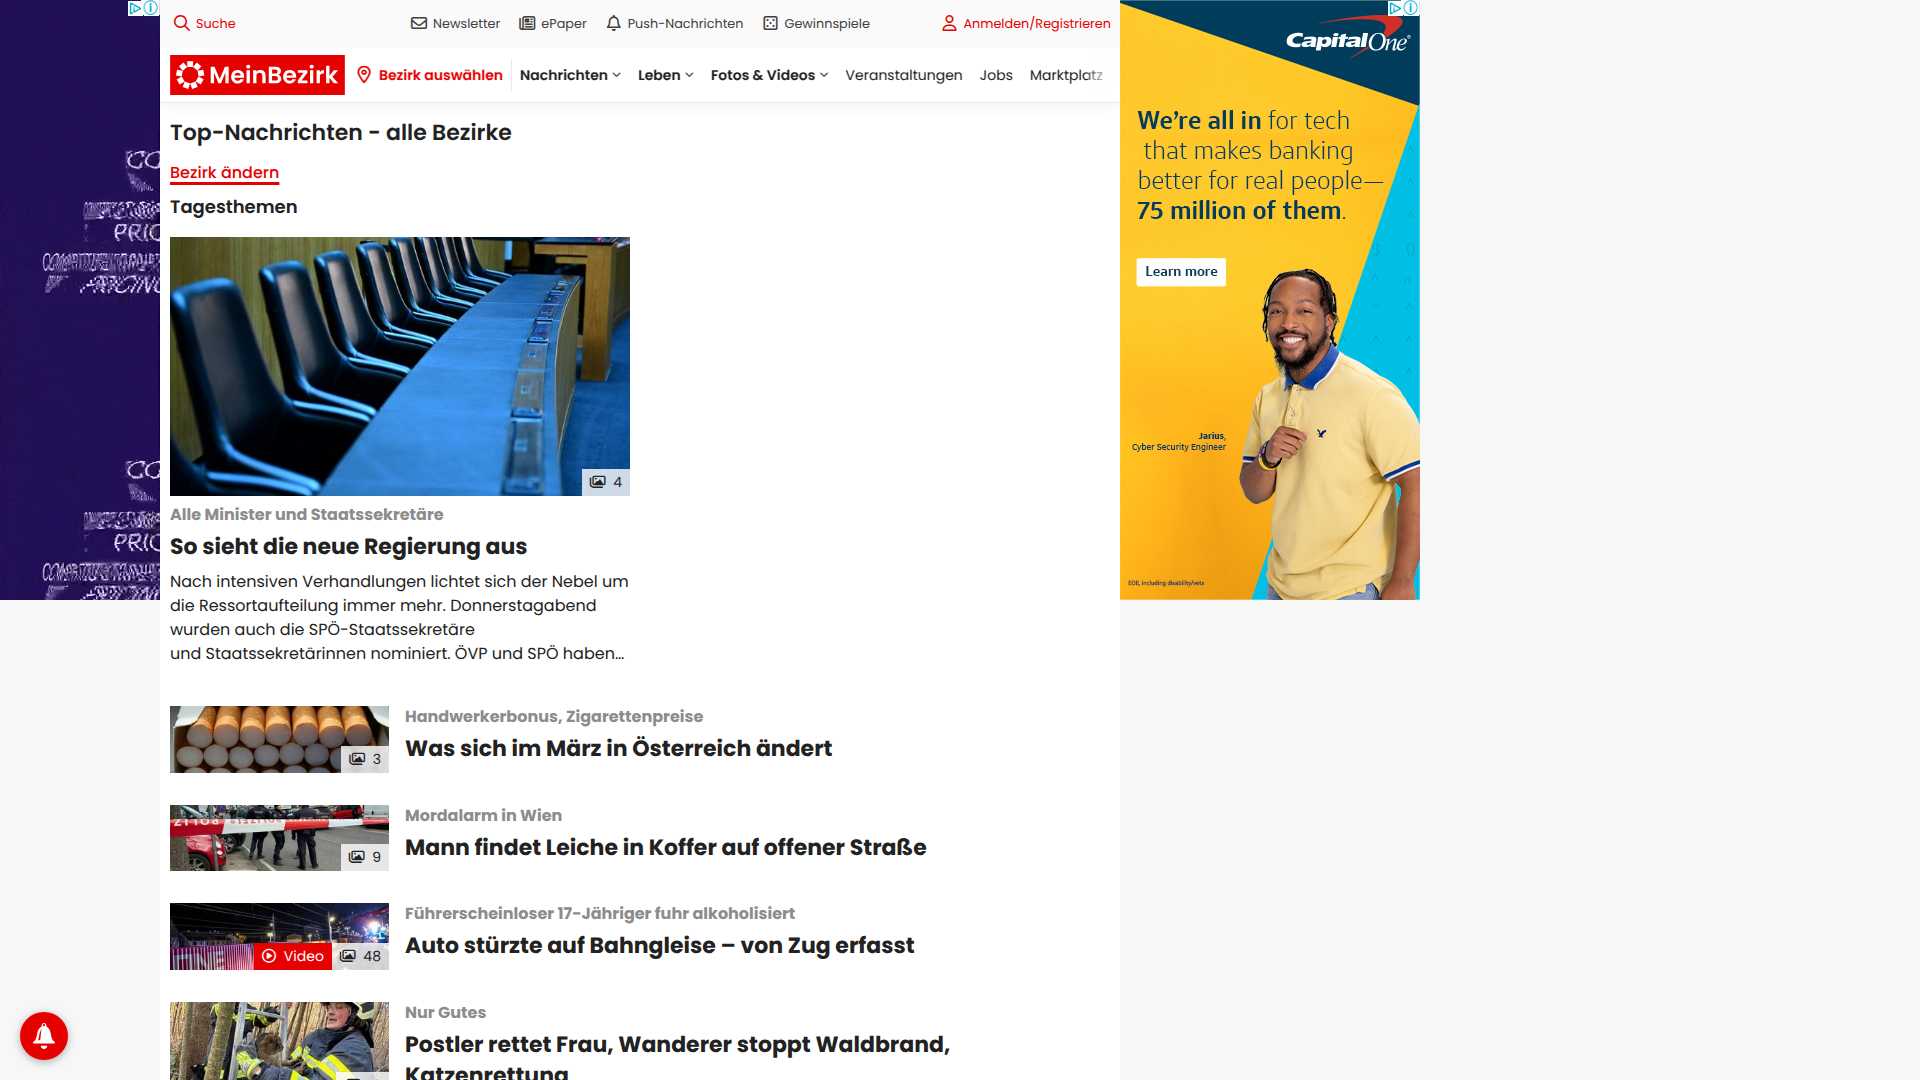 Suche
Newsletter
ePaper
Push-Nachrichten
Gewinnspiele
Anmelden/Registrieren
MeinBezirk
Bezirk auswählen
Nachrichten
Leben
Fotos & Videos
Veranstaltungen
Jobs
Marktplatz
Top-Nachrichten - alle Bezirke
Bezirk ändern
Tagesthemen
4
Alle Minister und Staatssekretäre
So sieht die neue Regierung aus
Nach intensiven Verhandlungen lichtet sich der Nebel um
die Ressortaufteilung immer mehr. Donnerstagabend
wurden auch die SPÖ-Staatssekretäre
und Staatssekretärinnen nominiert. ÖVP und SPÖ haben...
3
Handwerkerbonus, Zigarettenpreise
Was sich im März in Österreich ändert
9
Mordalarm in Wien
Mann findet Leiche in Koffer auf offener Straße
Video
48
Führerscheinloser 17-Jähriger fuhr alkoholisiert
Auto stürzte auf Bahngleise – von Zug erfasst
Nur Gutes
Postler rettet Frau, Wanderer stoppt Waldbrand,
Katzenrettung
Capital One
We're all in for tech
that makes banking
better for real people—
75 million of them.
Learn more
Jarius,
Cyber Security Engineer
EOE, including disability/vets